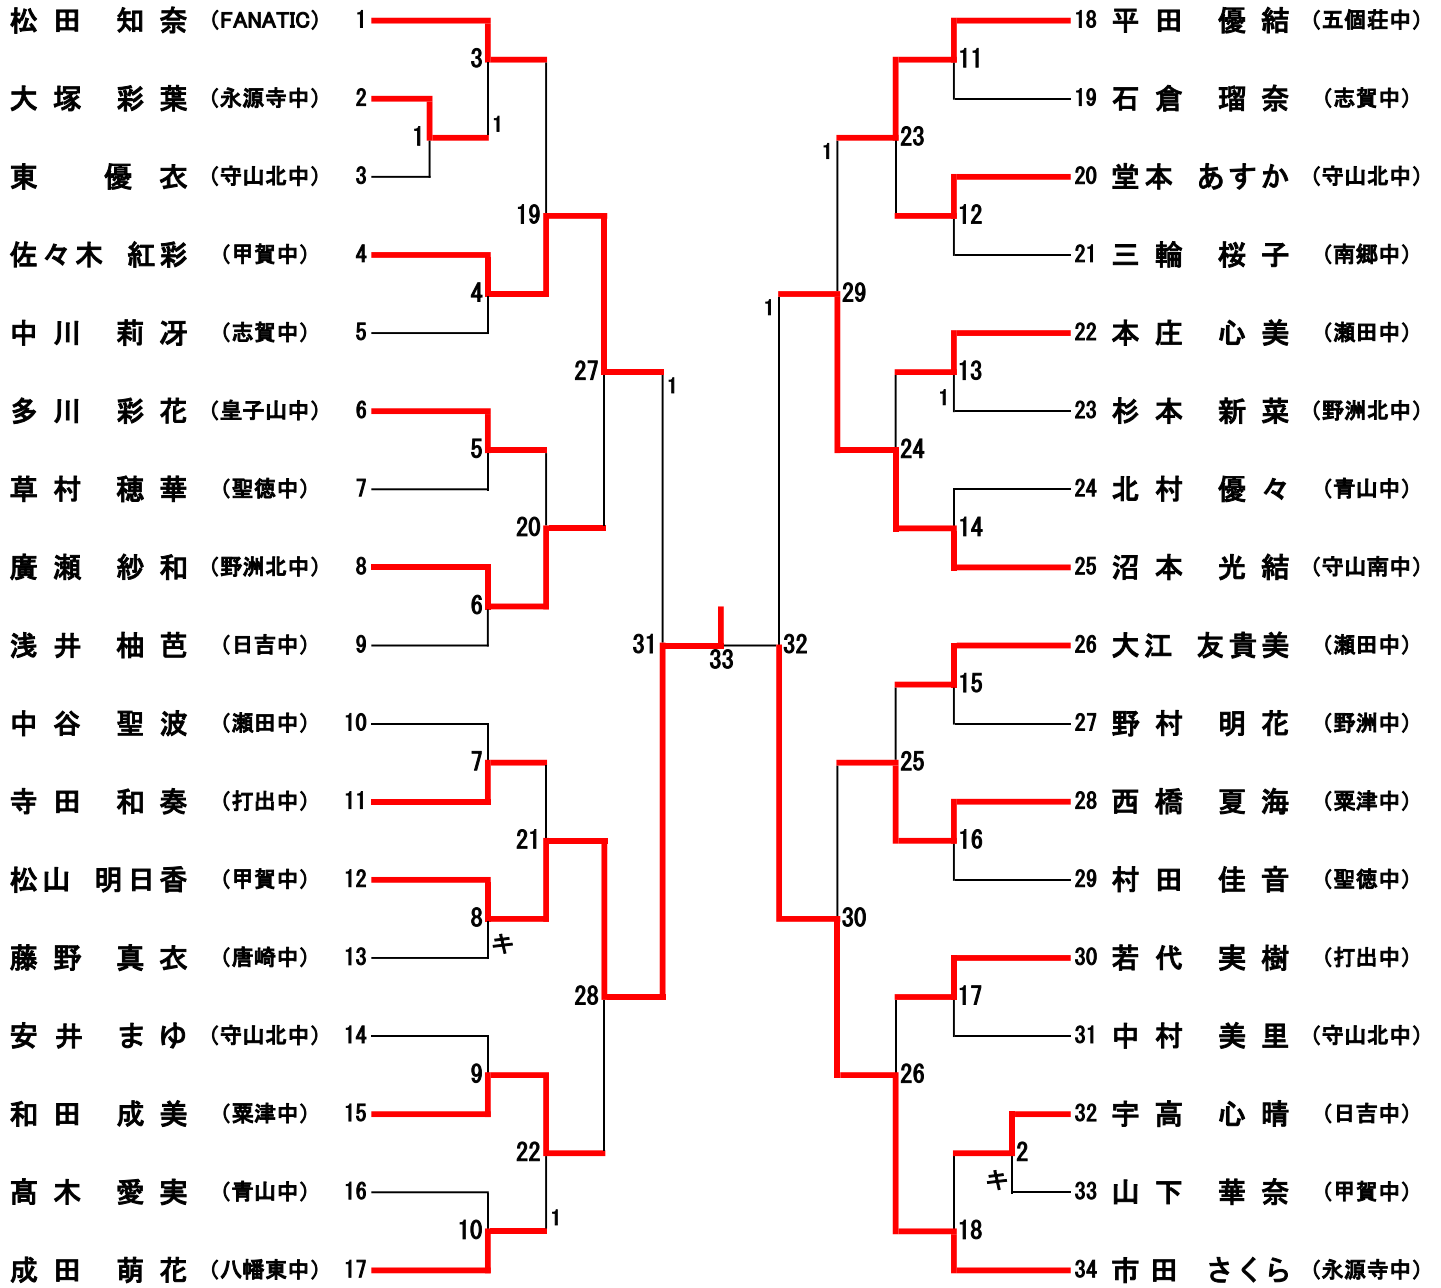 松田 知奈 (FANATIC) 1
3
大塚 彩葉 (永源寺中) 2
1
1
東 優衣 (守山北中) 3
19
佐々木 紅彩 (甲賀中) 4
4
中川 莉冴 (志賀中) 5
27
1
多川 彩花 (皇子山中) 6
5
草村 穂華 (聖徳中) 7
20
廣瀬 紗和 (野洲北中) 8
6
浅井 柚芭 (日吉中) 9
31
33
中谷 聖波 (瀬田中) 10
7
寺田 和奏 (打出中) 11
21
松山 明日香 (甲賀中) 12
8
キ
藤野 真衣 (唐崎中) 13
28
安井 まゆ (守山北中) 14
9
和田 成美 (粟津中) 15
22
髙木 愛実 (青山中) 16
1
10
成田 萌花 (八幡東中) 17
18 平田 優結 (五個荘中)
11
19 石倉 瑠奈 (志賀中)
23
1
20 堂本 あすか (守山北中)
12
21 三輪 桜子 (南郷中)
29
1
22 本庄 心美 (瀬田中)
13
1
23 杉本 新菜 (野洲北中)
24
24 北村 優々 (青山中)
14
25 沼本 光結 (守山南中)
32
26 大江 友貴美 (瀬田中)
15
27 野村 明花 (野洲中)
25
28 西橋 夏海 (粟津中)
16
29 村田 佳音 (聖徳中)
30
30 若代 実樹 (打出中)
17
31 中村 美里 (守山北中)
26
32 宇高 心晴 (日吉中)
2
キ
33 山下 華奈 (甲賀中)
18
34 市田 さくら (永源寺中)